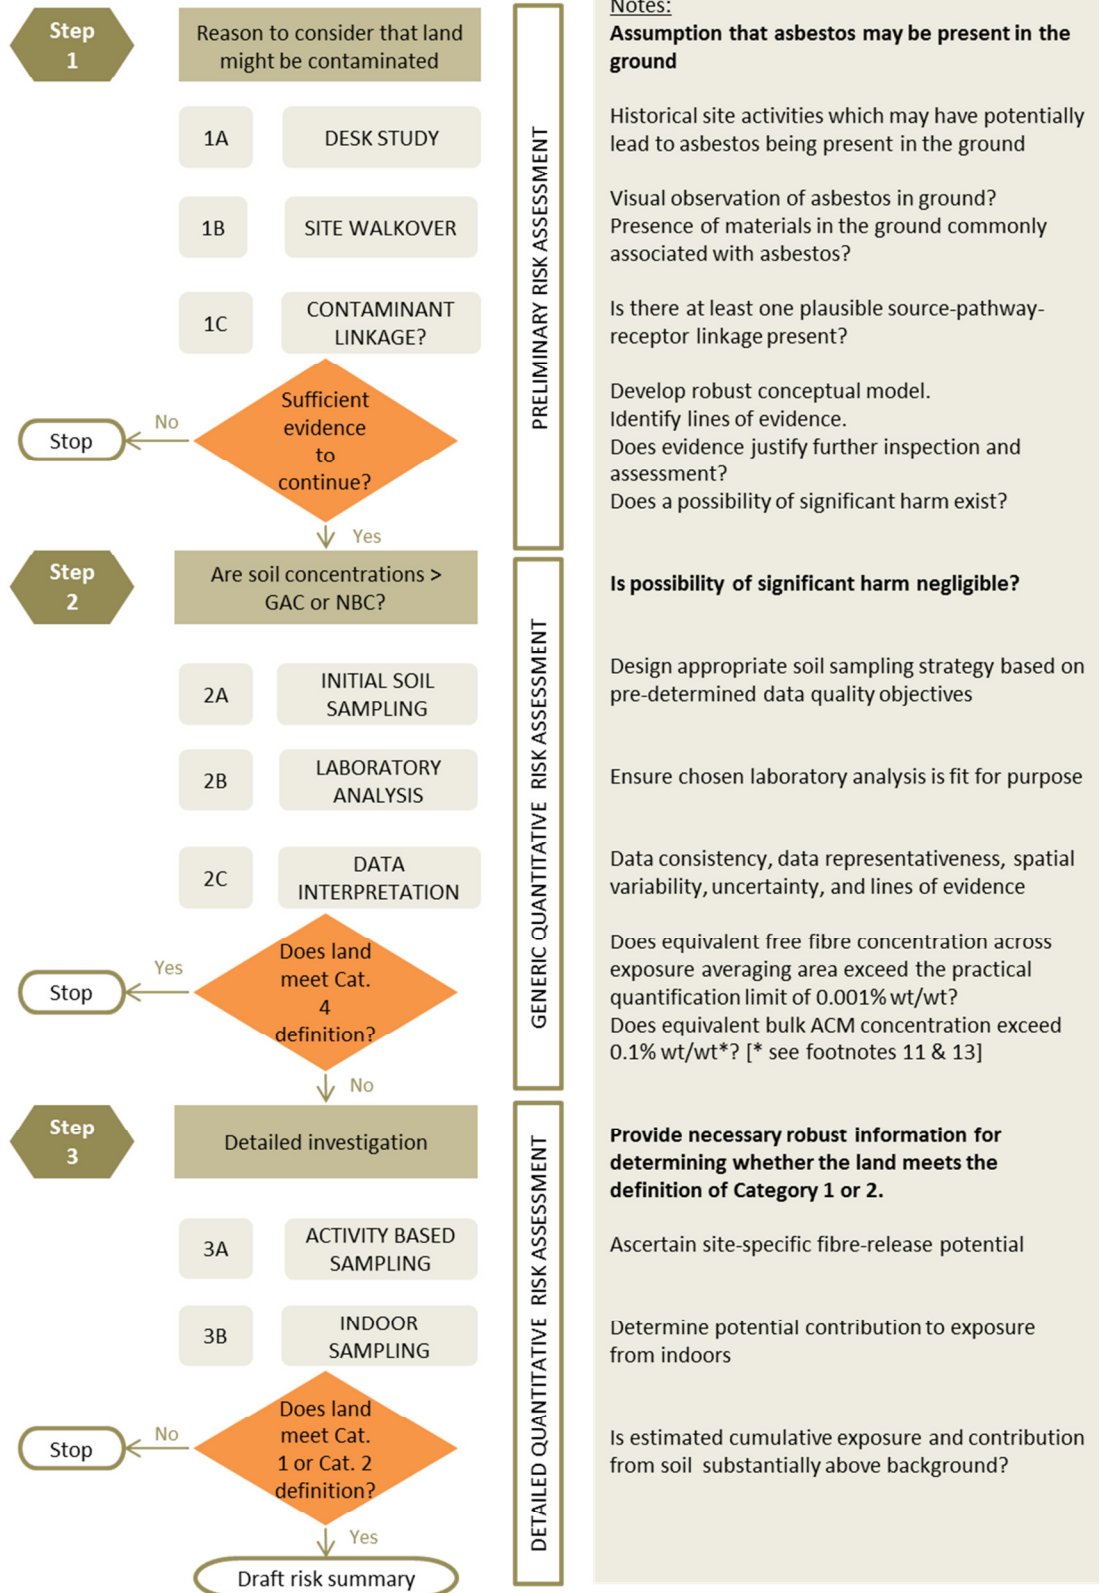 Step
1
Reason to consider that land
might be contaminated
1A
DESK STUDY
1B
SITE WALKOVER
1C
CONTAMINANT
LINKAGE?
Sufficient
evidence
to
continue?
No
Stop
Yes
PRELIMINARY RISK ASSESSMENT
Notes:
Assumption that asbestos may be present in the
ground
Historical site activities which may have potentially
lead to asbestos being present in the ground
Visual observation of asbestos in ground?
Presence of materials in the ground commonly
associated with asbestos?
Is there at least one plausible source-pathway-
receptor linkage present?
Develop robust conceptual model.
Identify lines of evidence.
Does evidence justify further inspection and
assessment?
Does a possibility of significant harm exist?
Step
2
Are soil concentrations >
GAC or NBC?
2A
INITIAL SOIL
SAMPLING
2B
LABORATORY
ANALYSIS
2C
DATA
INTERPRETATION
Does land
meet Cat.
4
definition?
Yes
Stop
No
GENERIC QUANTITATIVE RISK ASSESSMENT
Is possibility of significant harm negligible?
Design appropriate soil sampling strategy based on
pre-determined data quality objectives
Ensure chosen laboratory analysis is fit for purpose
Data consistency, data representativeness, spatial
variability, uncertainty, and lines of evidence
Does equivalent free fibre concentration across
exposure averaging area exceed the practical
quantification limit of 0.001% wt/wt?
Does equivalent bulk ACM concentration exceed
0.1% wt/wt*? [* see footnotes 11 & 13]
Step
3
Detailed investigation
3A
ACTIVITY BASED
SAMPLING
3B
INDOOR
SAMPLING
Does land
meet Cat.
1 or Cat. 2
definition?
No
Stop
Yes
Draft risk summary
DETAILED QUANTITATIVE RISK ASSESSMENT
Provide necessary robust information for
determining whether the land meets the
definition of Category 1 or 2.
Ascertain site-specific fibre-release potential
Determine potential contribution to exposure
from indoors
Is estimated cumulative exposure and contribution
from soil substantially above background?